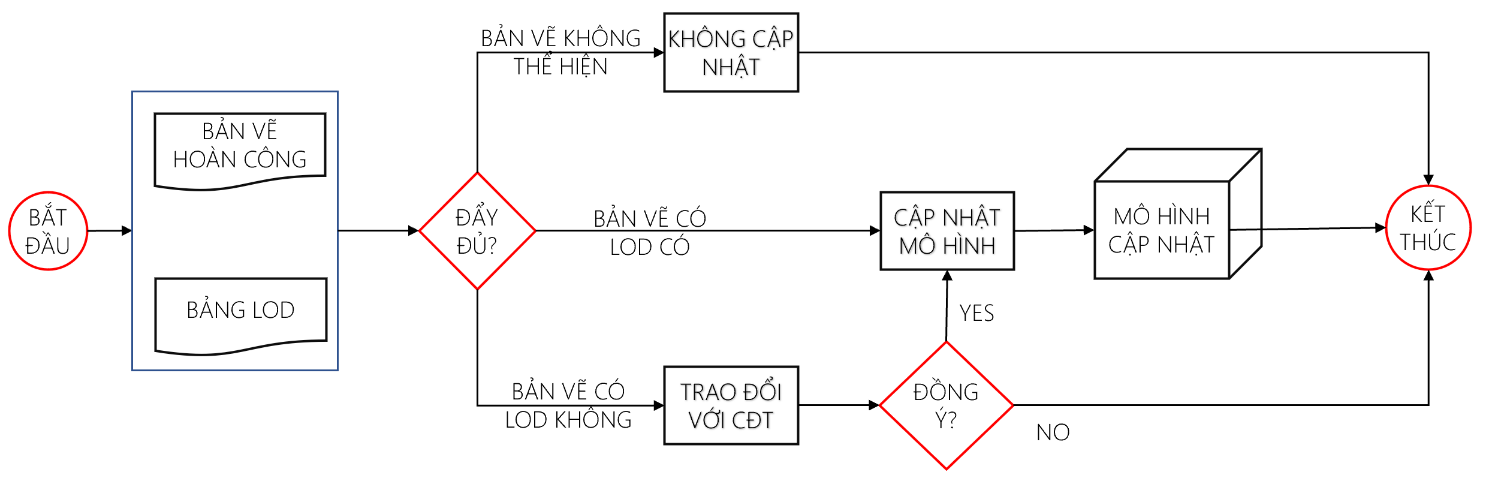 BẢN VẼ KHÔNG
THỂ HIỆN
KHÔNG CẬP
NHẬT
BẢN VẼ
HOÀN CÔNG
BẮT
ĐẦU
ĐẨY
ĐỦ?
BẢN VẼ CÓ
LOD CÓ
CẬP NHẬT
MÔ HÌNH
MÔ HÌNH
CẬP NHẬT
KẾT
THÚC
BẢNG LOD
YES
BẢN VẼ CÓ
LOD KHÔNG
TRAO ĐỔI
VỚI CĐT
ĐỒNG
Ý?
NO